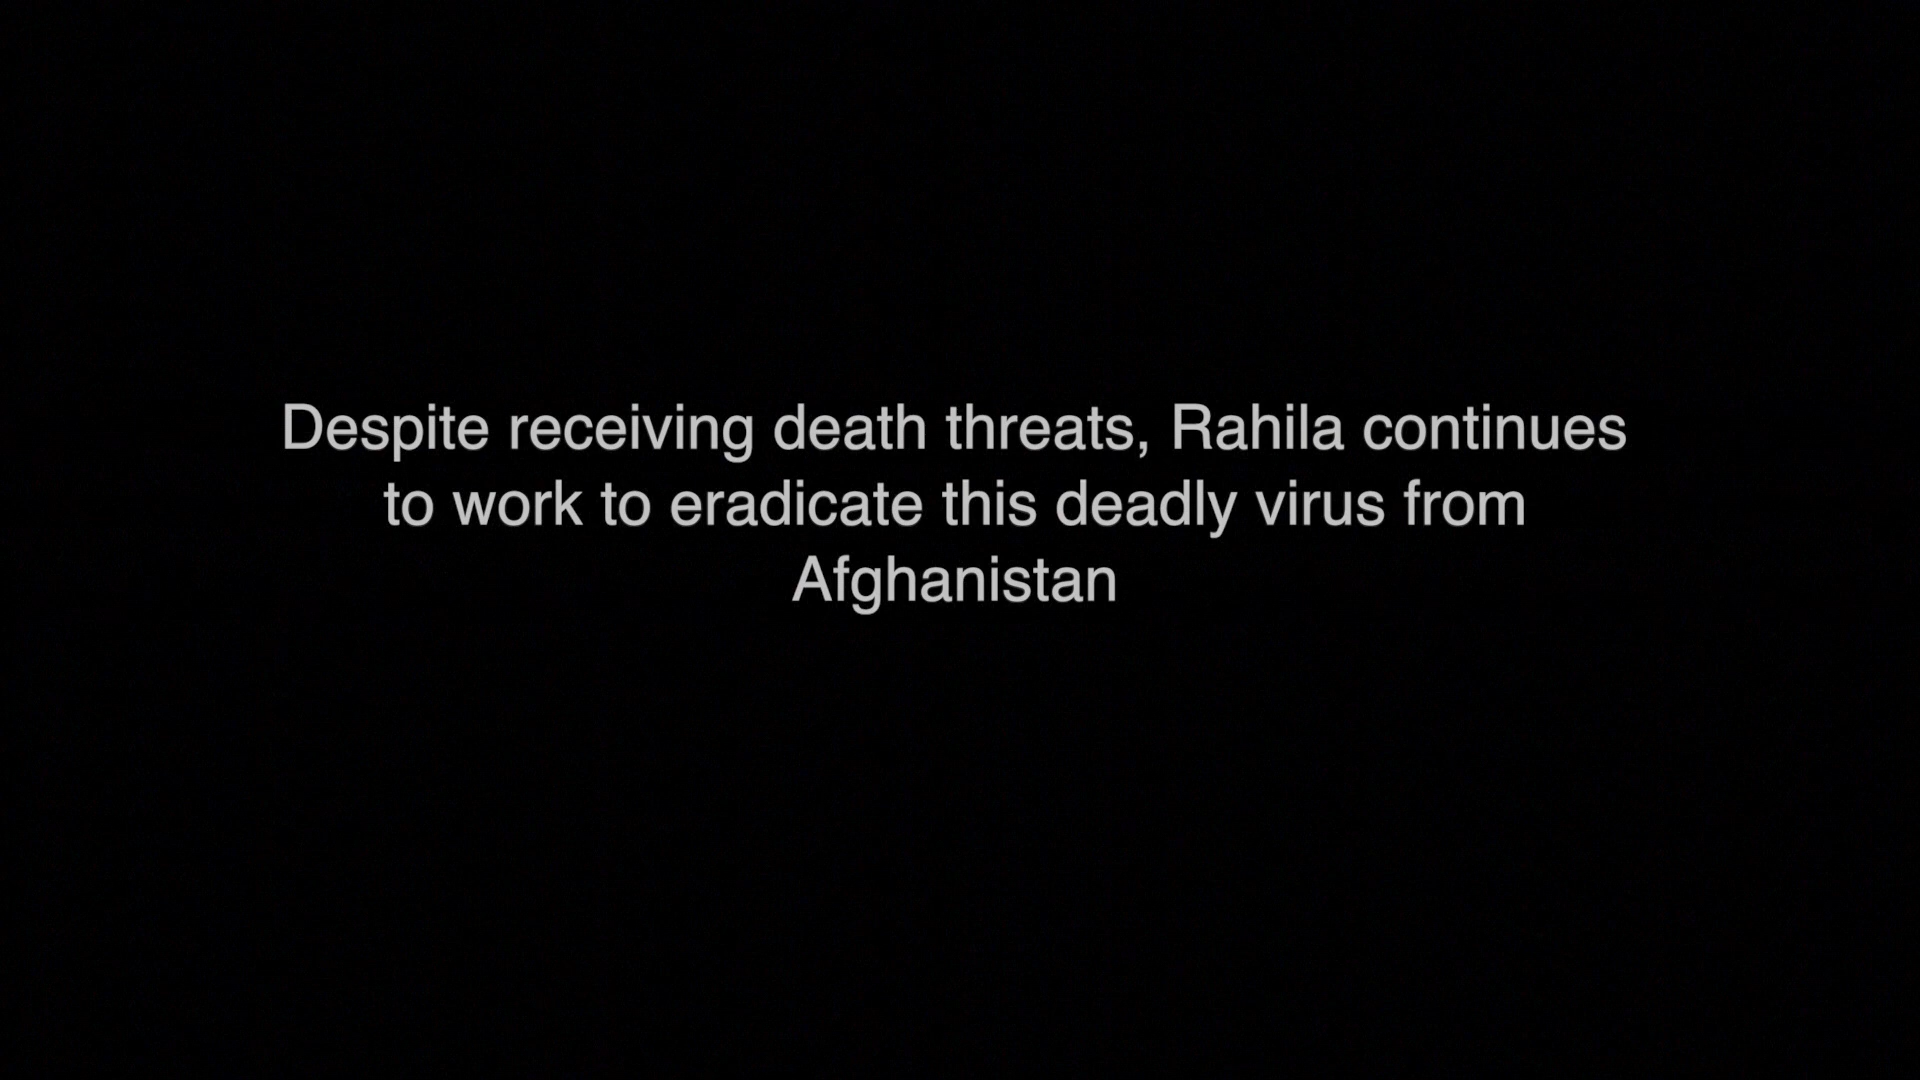 Despite receiving death threats, Rahila continues
to work to eradicate this deadly virus from
Afghanistan